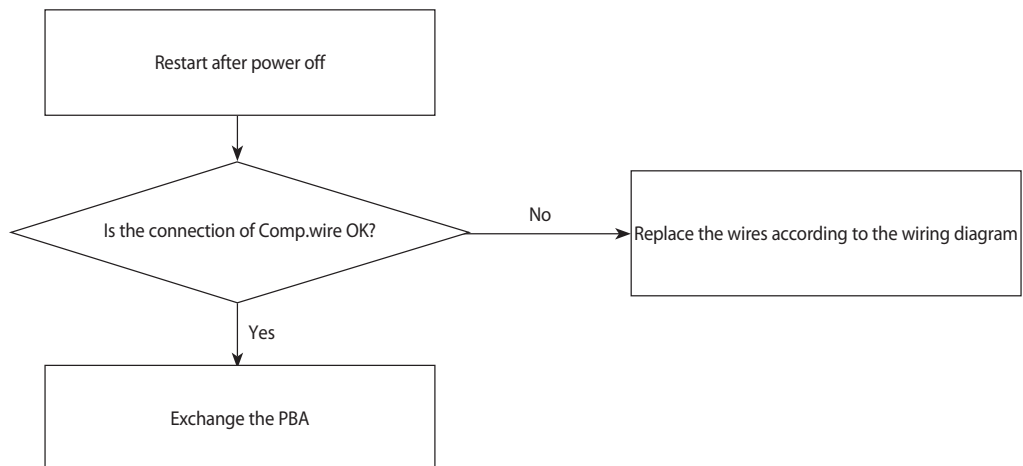 Restart after power off
Is the connection of Comp.wire OK?
No
Replace the wires according to the wiring diagram
Yes
Exchange the PBA